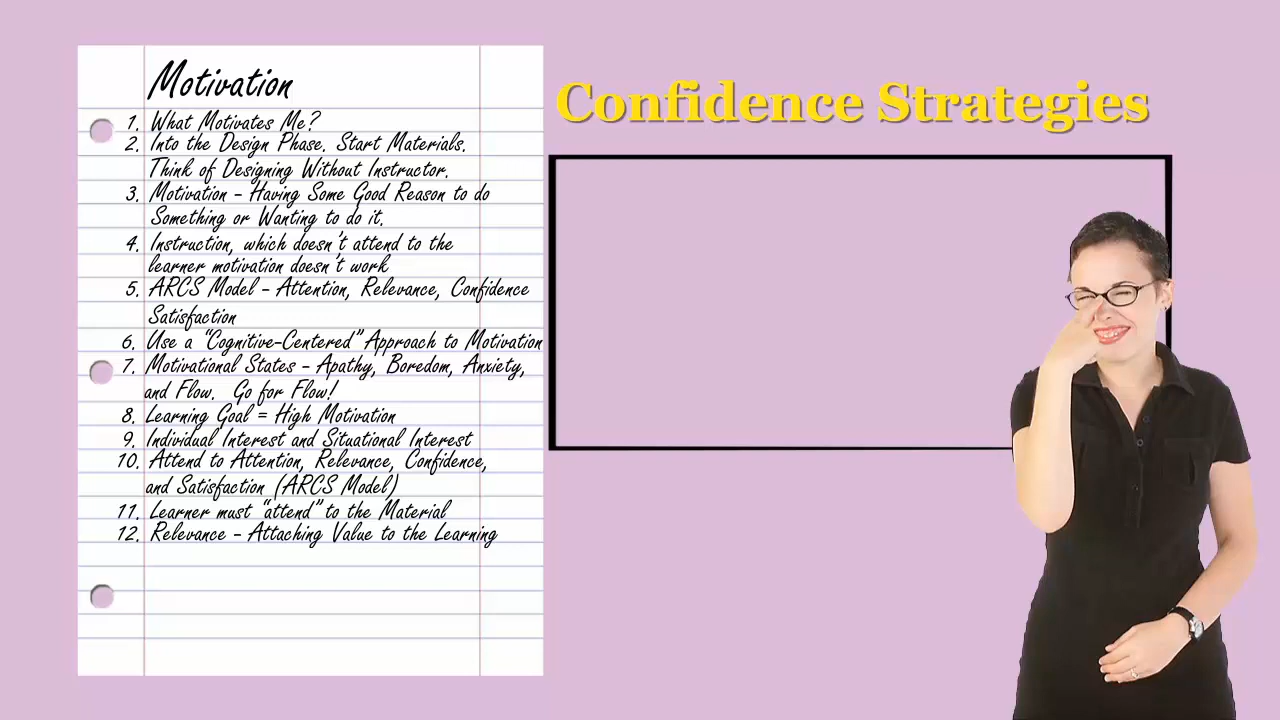 Motivation
1. What Motivates Me?
2. Into the Design Phase. Start Materials.
Think of Designing Without Instructor.
3. Motivation - Having Some Good Reason to do
Something or Wanting to do it.
4. Instruction, which doesn't attend to the
learner motivation doesn't work
5. ARCS Model - Attention, Relevance, Confidence
Satisfaction
6. Use a "Cognitive-Centered" Approach to Motivation
7. Motivational States - Apathy, Boredom, Anxiety,
and Flow. Go for Flow!
8. Learning Goal = High Motivation
9. Individual Interest and Situational Interest
10. Attend to Attention, Relevance, Confidence,
and Satisfaction (ARCS Model)
11. Learner must "attend" to the Material
12. Relevance - Attaching Value to the Learning
Confidence Strategies